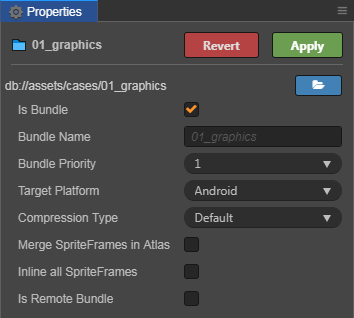 Properties
01_graphics
Revert
Apply
db://assets/cases/01_graphics
Is Bundle
Bundle Name 01_graphics
Bundle Priority 1
Target Platform Android
Compression Type Default
Merge SpriteFrames in Atlas
Inline all SpriteFrames
Is Remote Bundle